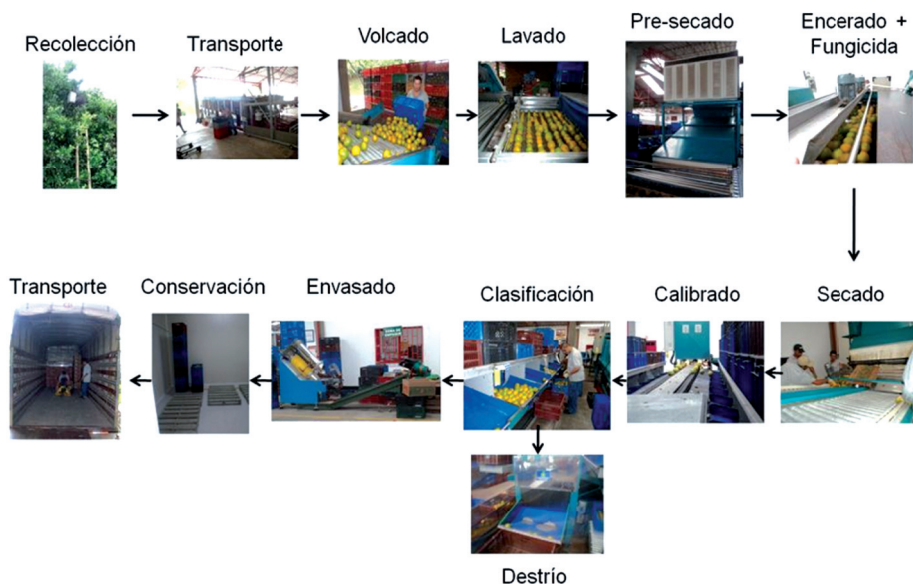 Recolección
Transporte
Volcado
Lavado
Pre-secado
Encerado +
Fungicida
Transporte
Conservación
Envasado
Clasificación
Calibrado
Secado
Destrío